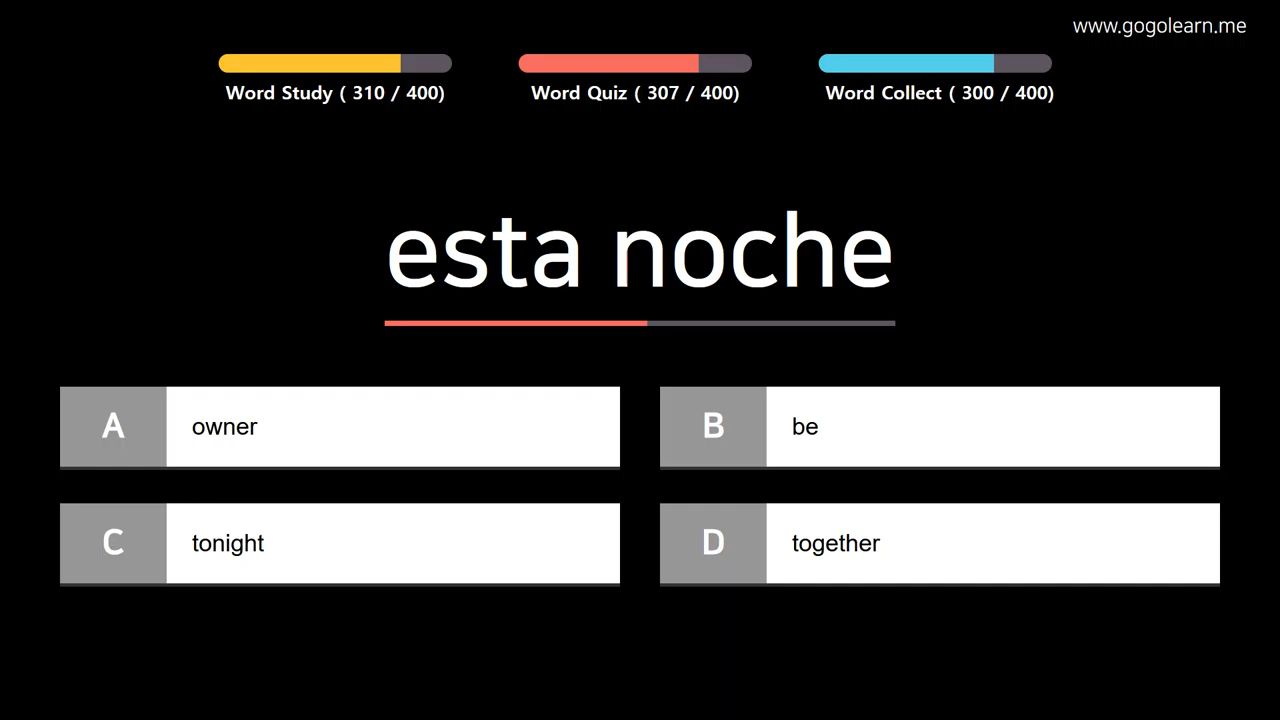 www.gogolearn.me
Word Study ( 310 / 400)
Word Quiz ( 307 / 400)
Word Collect ( 300 / 400)
esta noche
A owner
B be
C tonight
D together